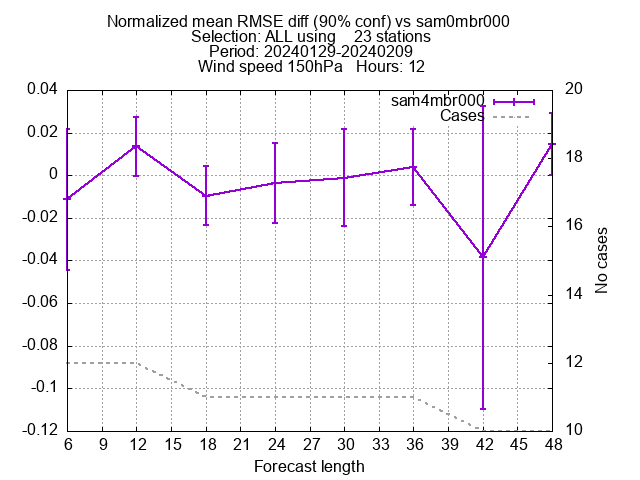 Normalized mean RMSE diff (90% conf) vs sam0mbr000
Selection: ALL using    23 stations
Period: 20240129-20240209
Wind speed 150hPa   Hours: 12
sam4mbr000
Cases
0.04
0.02
0
-0.02
-0.04
-0.06
-0.08
-0.1
-0.12
20
18
16
14
12
10
No cases
6 9 12 15 18 21 24 27 30 33 36 39 42 45 48
Forecast length